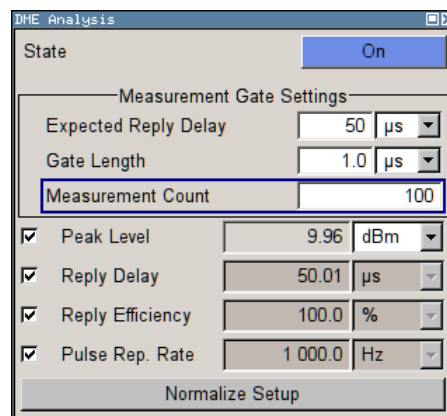 DME Analysis
State On
Measurement Gate Settings
Expected Reply Delay 50 µs
Gate Length 1.0 µs
Measurement Count 100
Peak Level 9.96 dBm
Reply Delay 50.01 µs
Reply Efficiency 100.0 %
Pulse Rep. Rate 1 000.0 Hz
Normalize Setup